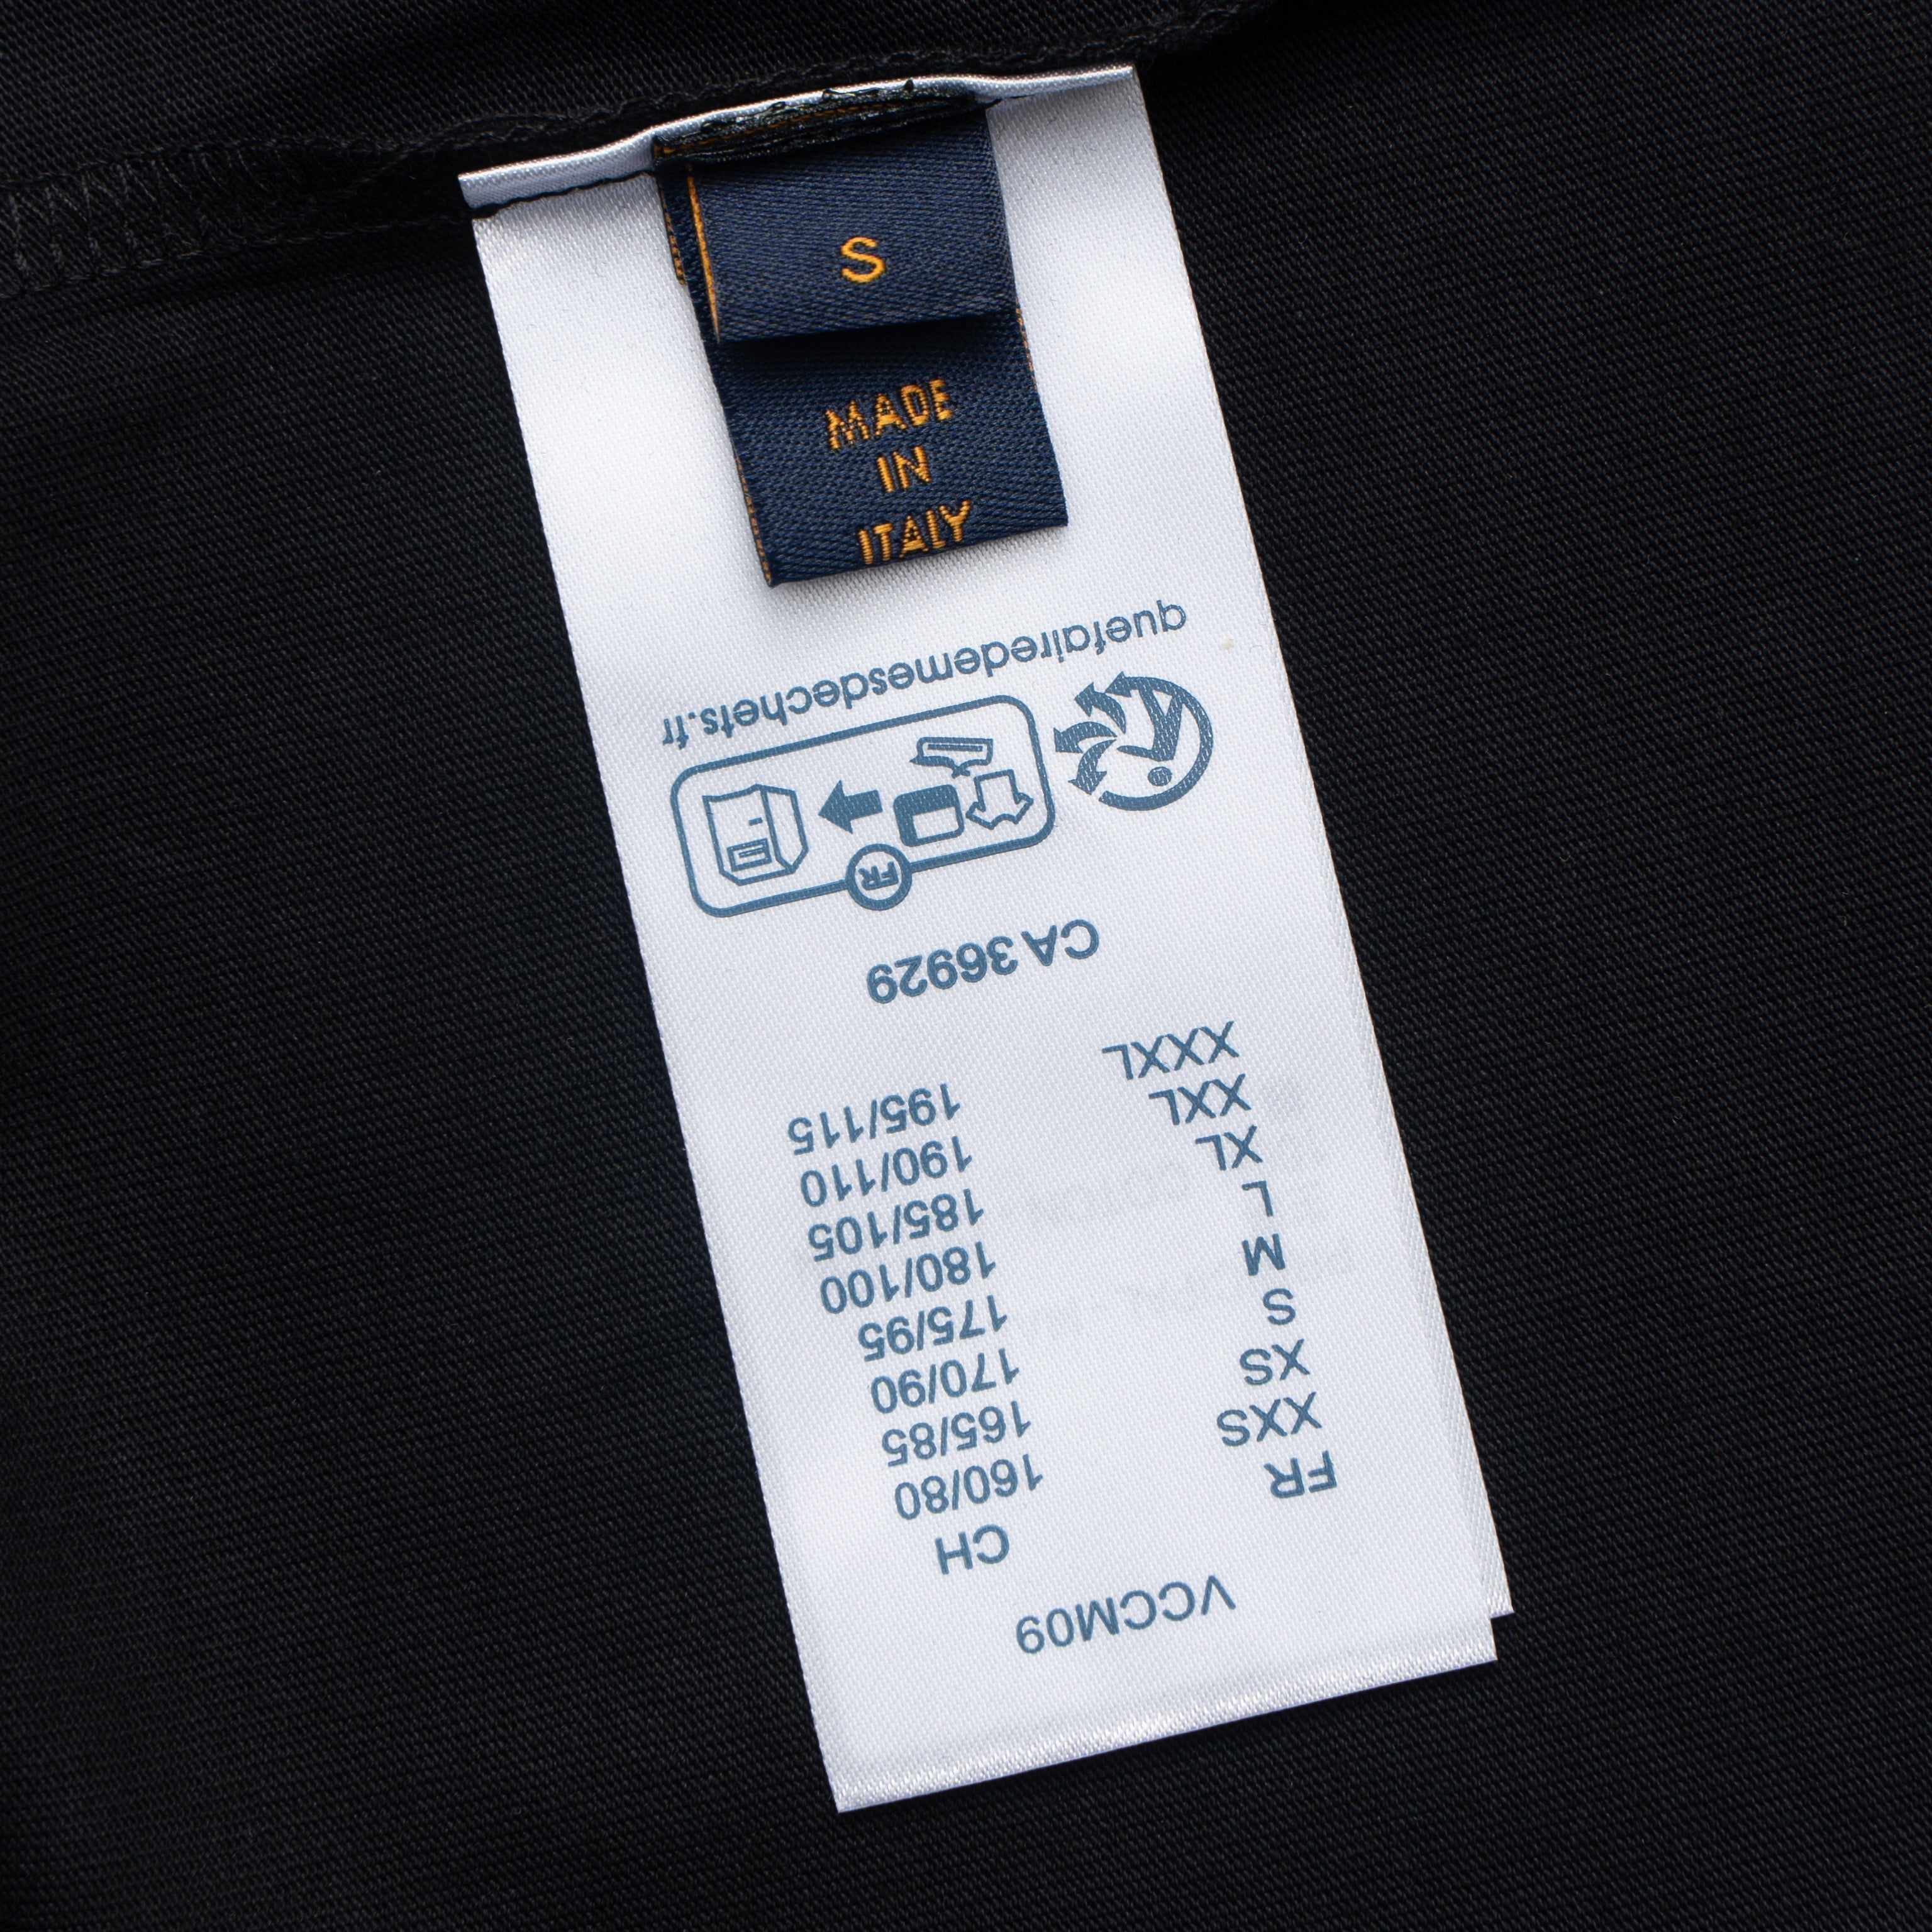 S
MADE
IN
ITALY
VCCM09
FR CH
XXS 160/80
XS 165/85
S 170/90
M 175/95
L 180/100
XL 185/105
XXL 190/110
XXXL 195/115
CA 36929
FR
quefairedemesdechets.fr